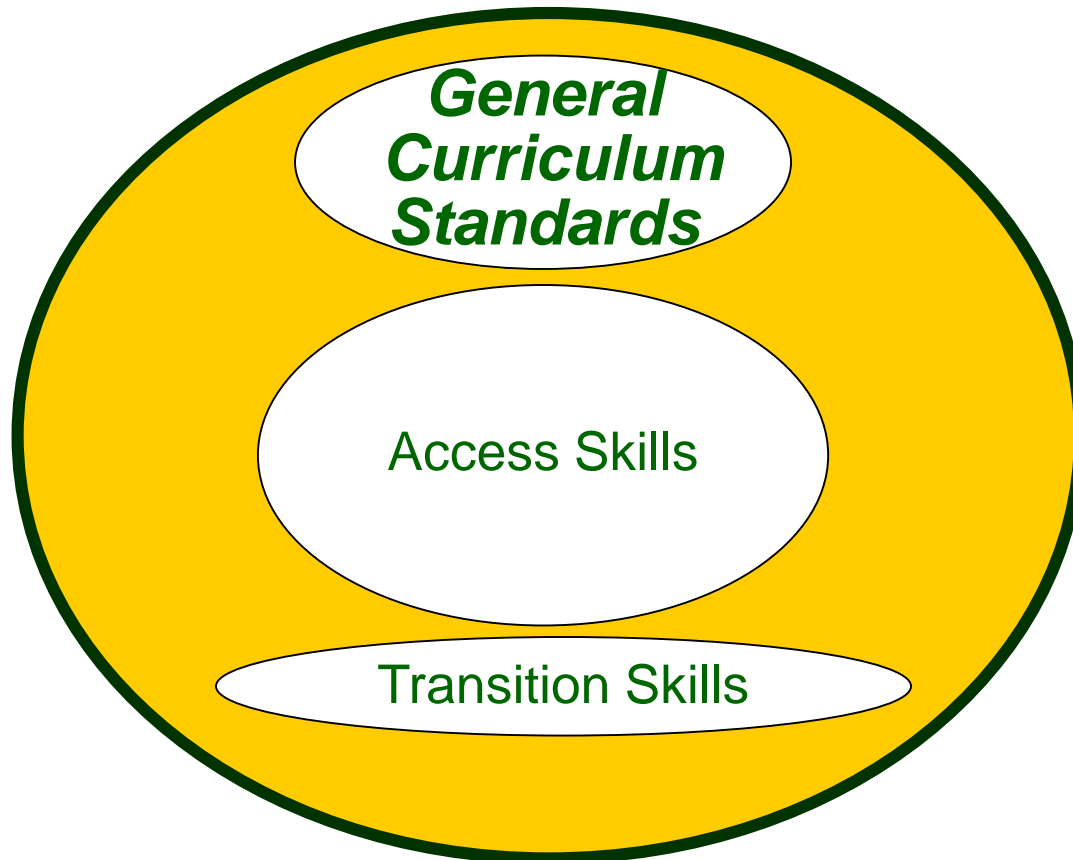 General
Curriculum
Standards
Access Skills
Transition Skills